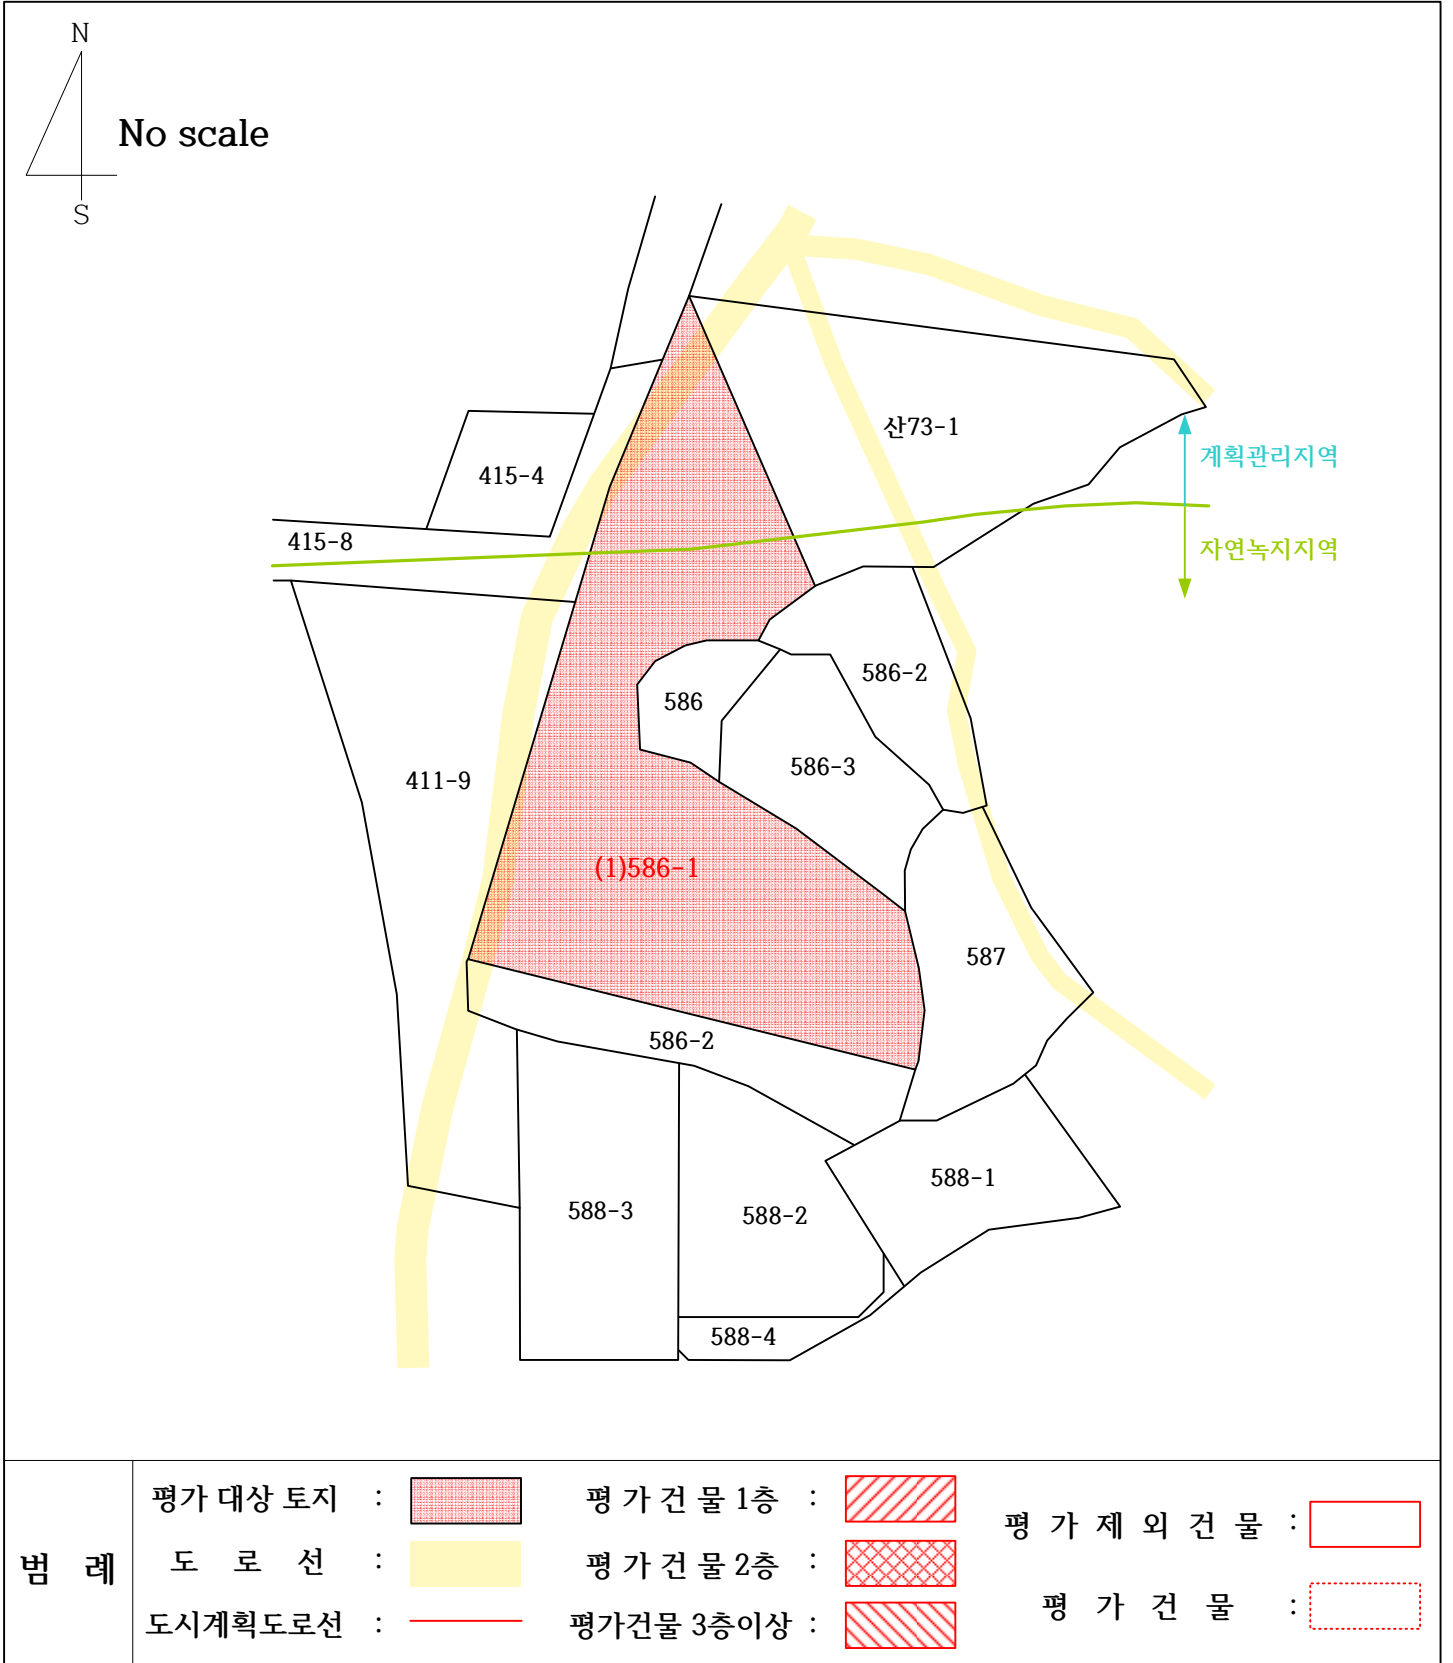 N
No scale
S
산73-1
415-4
계획관리지역
415-8
자연녹지지역
586-2
586
586-3
411-9
(1)586-1
587
586-2
588-1
588-3
588-2
588-4
범 례
평가 대상 토지 :
도 로 선 :
도시계획도로선 :
평 가 건 물 1층 :
평 가 건 물 2층 :
평가건물 3층이상 :
평 가 제 외 건 물 :
평 가 건 물 :